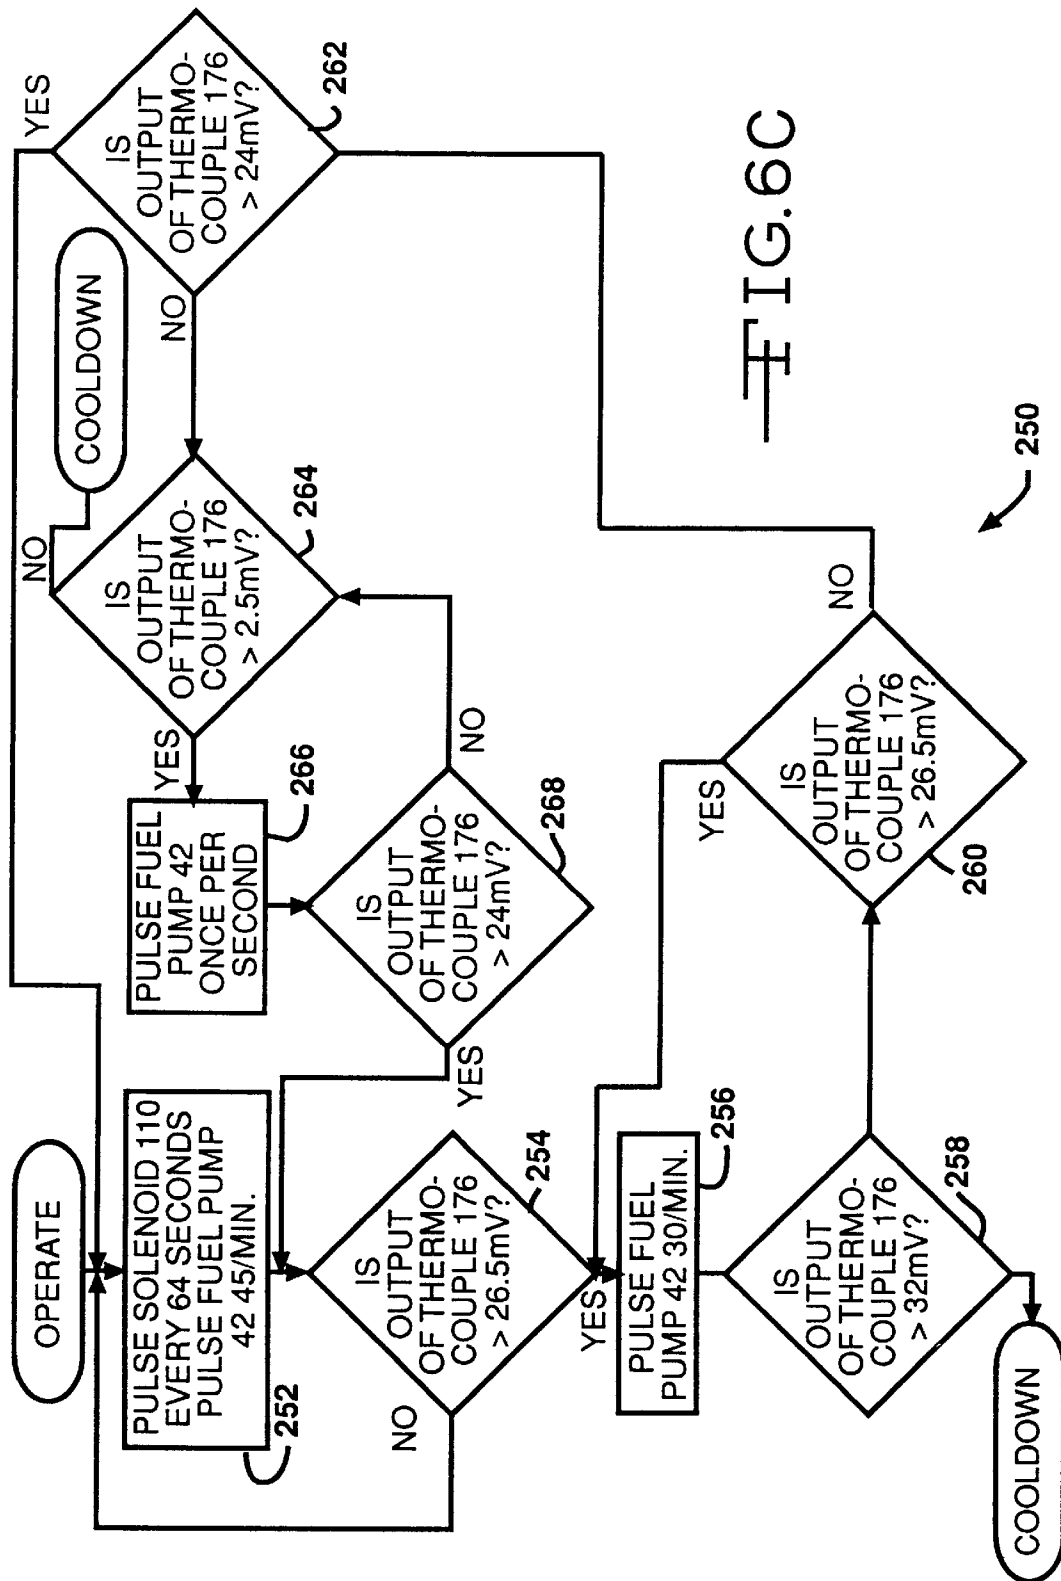 OPERATE
PULSE SOLENOID 110
EVERY 64 SECONDS
PULSE FUEL PUMP
42 45/MIN.
252
IS
OUTPUT
OF THERMO-
COUPLE 176
> 26.5mV?
254
NO
YES
PULSE FUEL
PUMP 42 30/MIN.
256
IS
OUTPUT
OF THERMO-
COUPLE 176
> 32mV?
258
COOLDOWN
IS
OUTPUT
OF THERMO-
COUPLE 176
> 26.5mV?
260
YES
NO
IS
OUTPUT
OF THERMO-
COUPLE 176
> 24mV?
262
YES
NO
IS
OUTPUT
OF THERMO-
COUPLE 176
> 2.5mV?
264
NO
COOLDOWN
YES
PULSE FUEL
PUMP 42
ONCE PER
SECOND
266
IS
OUTPUT
OF THERMO-
COUPLE 176
> 24mV?
268
YES
NO
250
FIG.6C